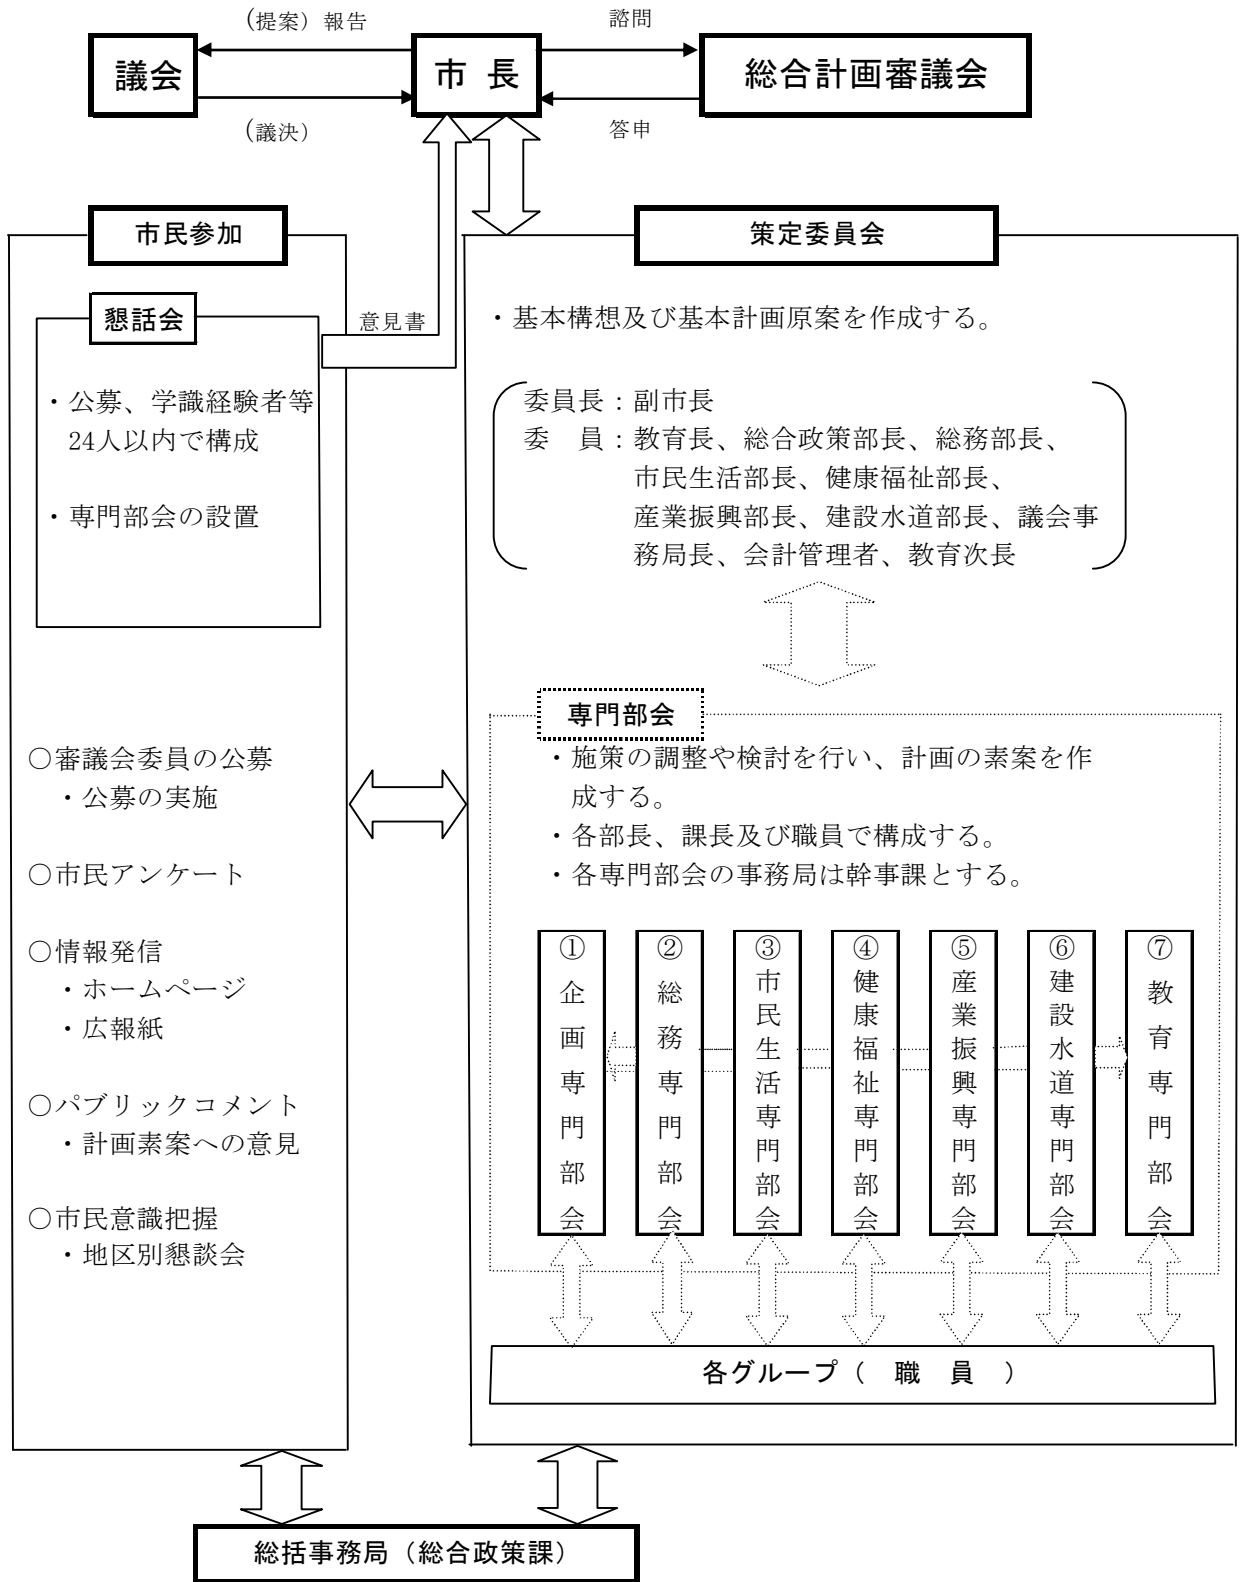 (提案）報告
諮問
議会
市 長
総合計画審議会
(議決）
答申
市民参加
懇話会
・公募、学識経験者等
24人以内で構成
・専門部会の設置
意見書
○審議会委員の公募
・公募の実施
○市民アンケート
○情報発信
・ホームページ
・広報紙
○パブリックコメント
・計画素案への意見
○市民意識把握
・地区別懇談会
策定委員会
・基本構想及び基本計画原案を作成する。
委員長：副市長
委　員：教育長、総合政策部長、総務部長、
市民生活部長、健康福祉部長、
産業振興部長、建設水道部長、議会事
務局長、会計管理者、教育次長
専門部会
・施策の調整や検討を行い、計画の素案を作
成する。
・各部長、課長及び職員で構成する。
・各専門部会の事務局は幹事課とする。
①企画専門部会
②総務専門部会
③市民生活専門部会
④健康福祉専門部会
⑤産業振興専門部会
⑥建設水道専門部会
⑦教育専門部会
各グループ（　職　員　）
総括事務局（総合政策課）